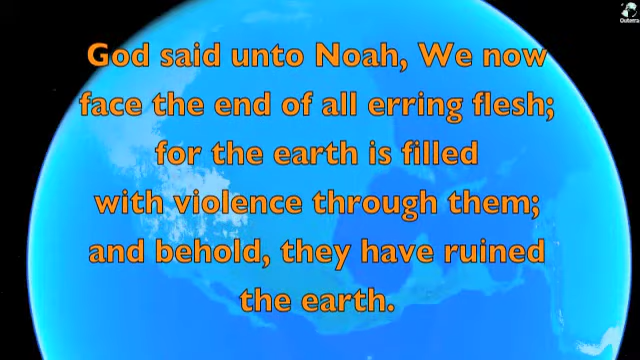 Outerra
God said unto Noah, We now
face the end of all erring flesh;
for the earth is filled
with violence through them;
and behold, they have ruined
the earth.